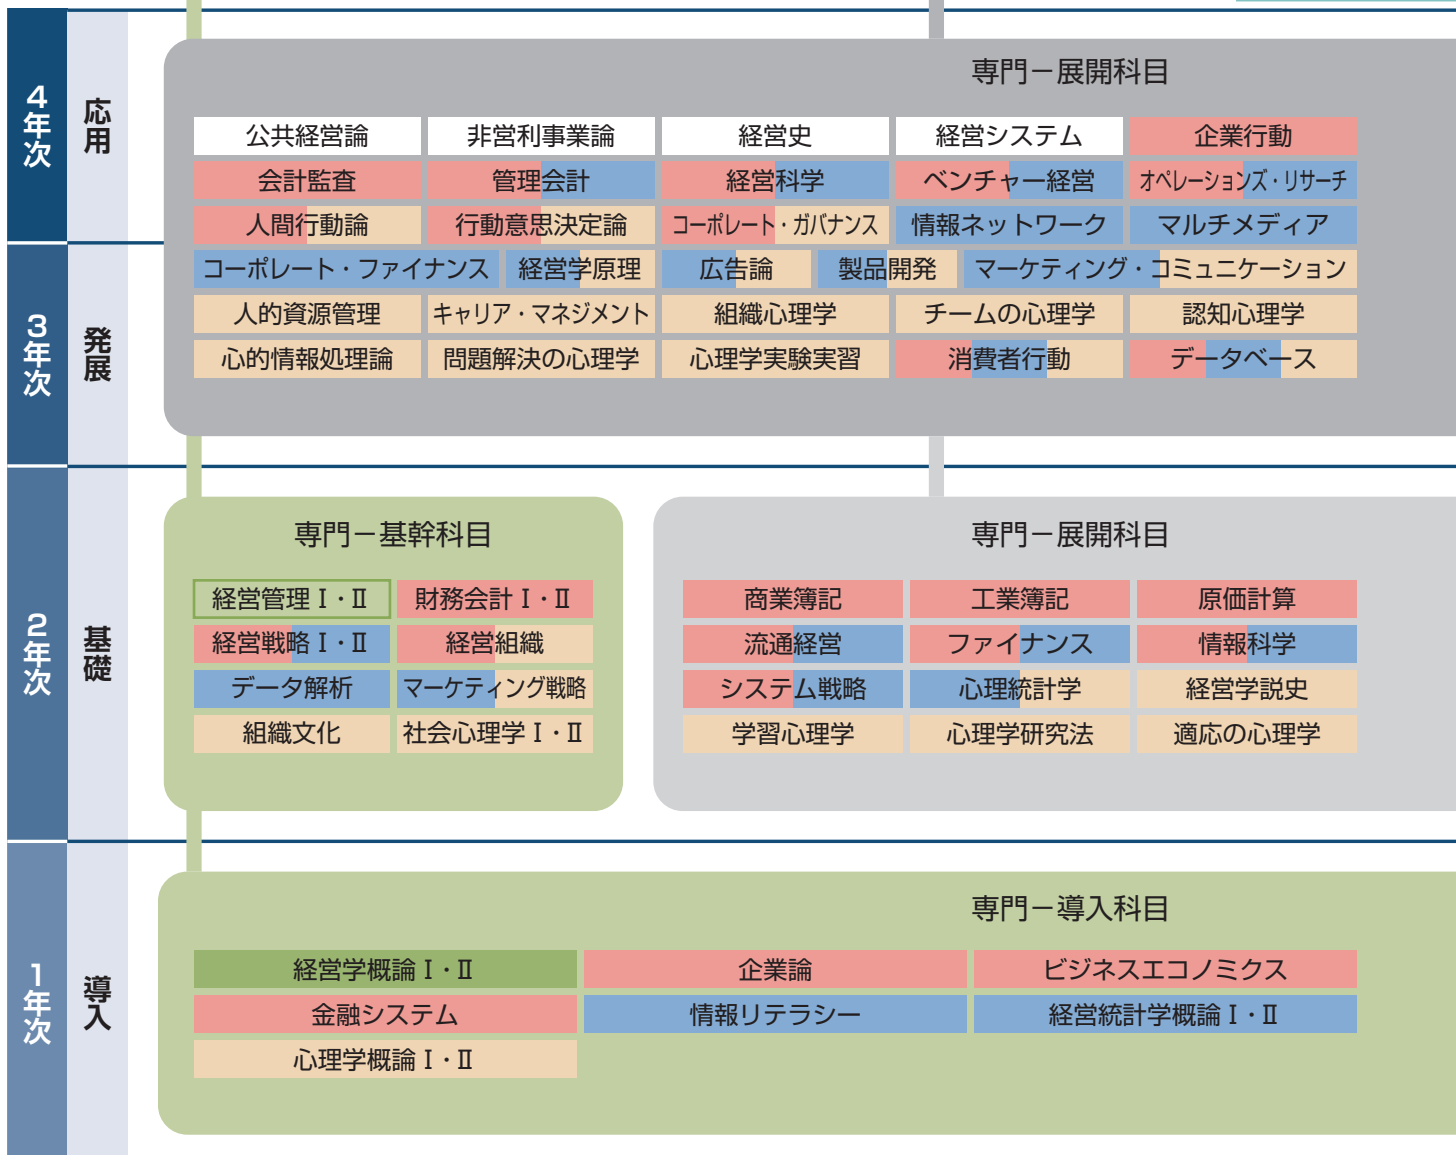 4年次
応用
専門－展開科目
公共経営論 非営利事業論 経営史 経営システム 企業行動
会計監査 管理会計 経営科学 ベンチャー経営 オペレーションズ・リサーチ
人間行動論 行動意思決定論 コーポレート・ガバナンス 情報ネットワーク マルチメディア
3年次
発展
コーポレート・ファイナンス 経営学原理 広告論 製品開発 マーケティング・コミュニケーション
人的資源管理 キャリア・マネジメント 組織心理学 チームの心理学 認知心理学
心的情報処理論 問題解決の心理学 心理学実験実習 消費者行動 データベース
2年次
基礎
専門－基幹科目
経営管理Ⅰ・Ⅱ 財務会計Ⅰ・Ⅱ
経営戦略Ⅰ・Ⅱ 経営組織
データ解析 マーケティング戦略
組織文化 社会心理学Ⅰ・Ⅱ
専門－展開科目
商業簿記 工業簿記 原価計算
流通経営 ファイナンス 情報科学
システム戦略 心理統計学 経営学説史
学習心理学 心理学研究法 適応の心理学
1年次
導入
専門－導入科目
経営学概論Ⅰ・Ⅱ 企業論 ビジネスエコノミクス
金融システム 情報リテラシー 経営統計学概論Ⅰ・Ⅱ
心理学概論Ⅰ・Ⅱ